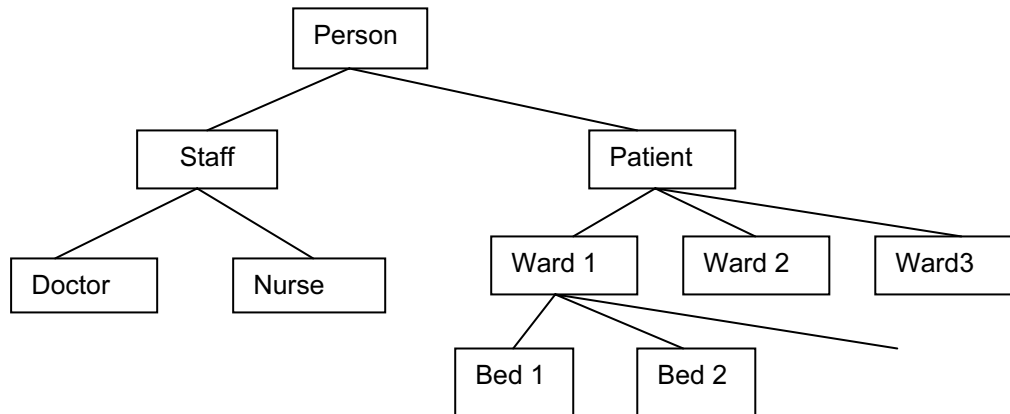 Person
Staff
Patient
Doctor
Nurse
Ward 1
Ward 2
Ward3
Bed 1
Bed 2